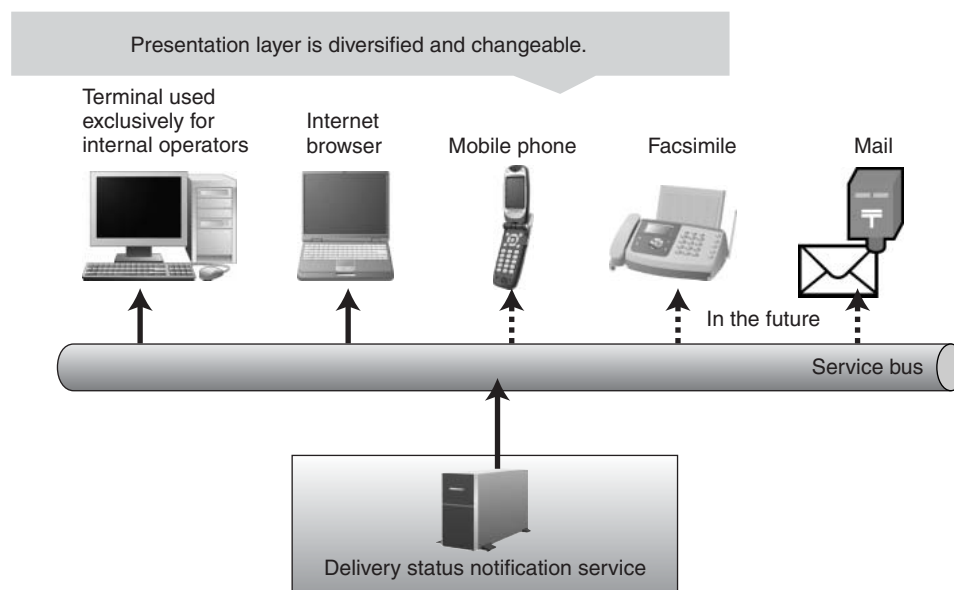 Presentation layer is diversified and changeable.
Terminal used
exclusively for
internal operators
Internet
browser
Mobile phone
Facsimile
Mail
〒
In the future
Service bus
Delivery status notification service